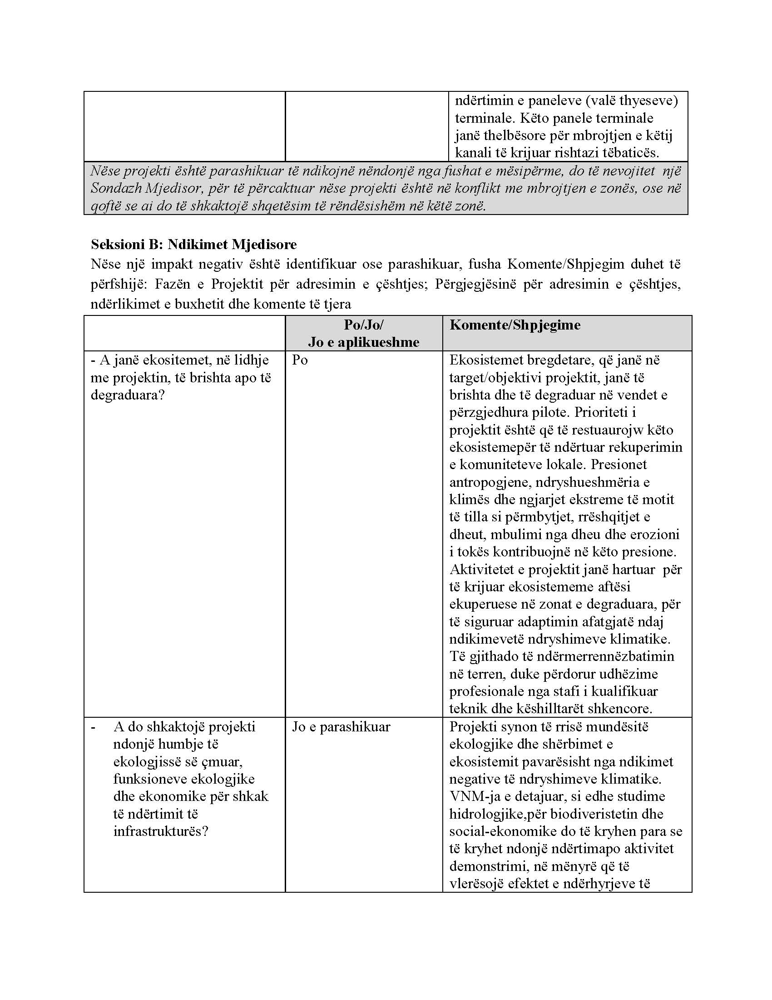 ndërtimin e paneleve (valë thyeseve)
terminale. Këto panele terminale
janë thelbësore për mbrojtjen e këtij
kanali të krijuar rishtazi tëbaticës.
Nëse projekti është parashikuar të ndikojnë nëndonjë nga fushat e mësipërme, do të nevojitet një
Sondazh Mjedisor, për të përcaktuar nëse projekti është në konflikt me mbrojtjen e zonës, ose në
qoftë se ai do të shkaktojë shqetësim të rëndësishëm në këtë zonë.
Seksioni B: Ndikimet Mjedisore
Nëse një impakt negativ është identifikuar ose parashikuar, fusha Komente/Shpjegim duhet të
përfshijë: Fazën e Projektit për adresimin e çështjes; Përgjegjësinë për adresimin e çështjes,
ndërlikimet e buxhetit dhe komente të tjera
Po/Jo/
Jo e aplikueshme
Komente/Shpjegime
- A janë ekositemet, në lidhje
me projektin, të brishta apo të
degraduara?
Po
Ekosistemet bregdetare, që janë në
target/objektivi projektit, janë të
brishta dhe të degraduar në vendet e
përzgjedhura pilote. Prioriteti i
projektit është që të restuaurojw këto
ekosistemepër të ndërtuar rekuperimin
e komuniteteve lokale. Presionet
antropogjene, ndryshueshmëria e
klimës dhe ngjarjet ekstreme të motit
të tilla si përmbytjet, rrëshqitjet e
dheut, mbulimi nga dheu dhe erozioni
i tokës kontribuojnë në këto presione.
Aktivitetet e projektit janë hartuar për
të krijuar ekosistememe aftësi
ekuperuese në zonat e degraduara, për
të siguruar adaptimin afatgjatë ndaj
ndikimevetë ndryshimeve klimatike.
Të gjithado të ndërmerrennëzbatimin
në terren, duke përdorur udhëzime
profesionale nga stafi i kualifikuar
teknik dhe këshilltarët shkencore.
- A do shkaktojë projekti
ndonjë humbje të
ekologjissë së çmuar,
funksioneve ekologjike
dhe ekonomike për shkak
të ndërtimit të
infrastrukturës?
Jo e parashikuar
Projekti synon të rrisë mundësitë
ekologjike dhe shërbimet e
ekosistemit pavarësisht nga ndikimet
negative të ndryshimeve klimatike.
VNM-ja e detajuar, si edhe studime
hidrologjike,për biodiveristetin dhe
social-ekonomike do të kryhen para se
të kryhet ndonjë ndërtimapo aktivitet
demonstrimi, në mënyrë që të
vlerësojë efektet e ndërhyrjeve të